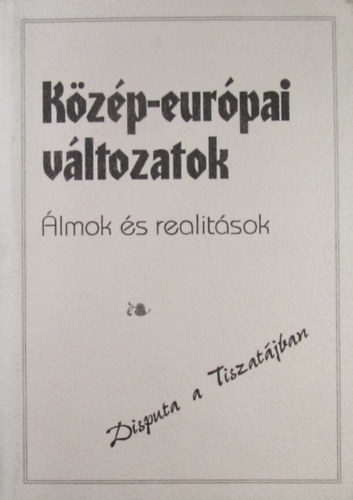 Közép-európai
változatok
Álmok és realitások
Disputa a Tiszatájban